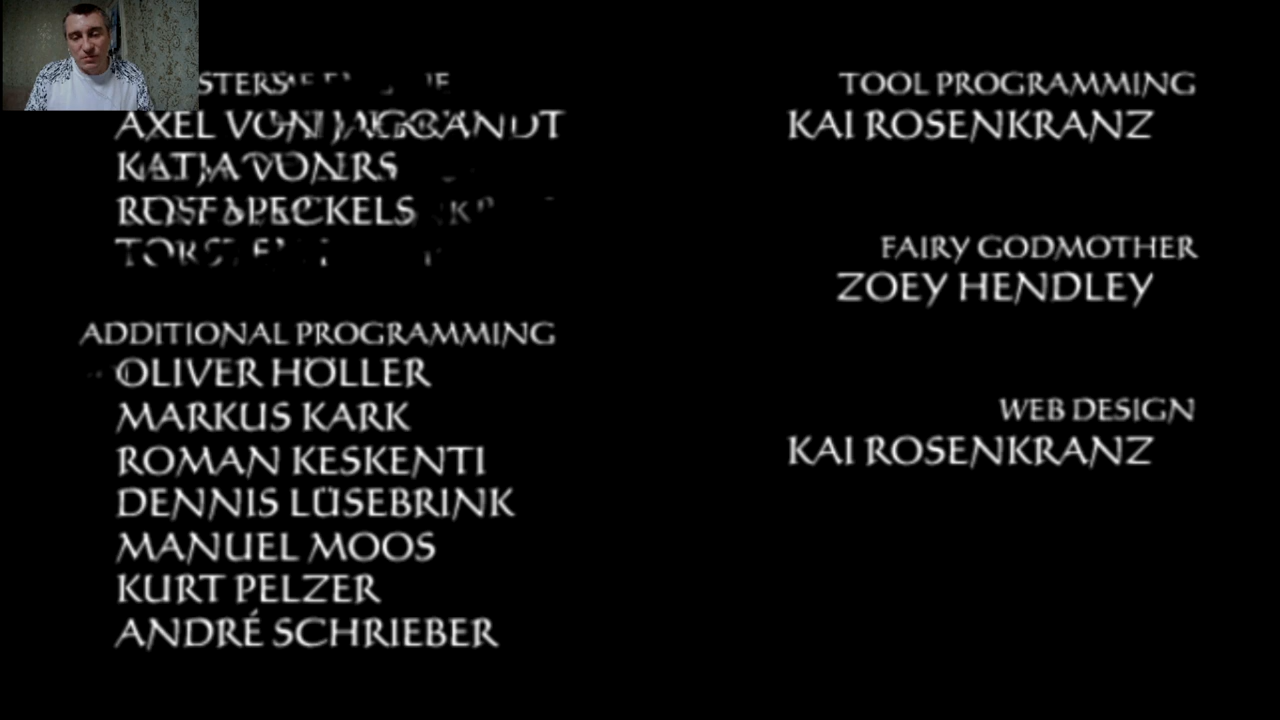 ADDITIONAL PROGRAMMING
OLIVER HÖLLER
MARKUS KARK
ROMAN KESKENTI
DENNIS LÜSEBRINK
MANUEL MOOS
KURT PELZER
ANDRÉ SCHRIEBER
TOOL PROGRAMMING
KAI ROSENKRANZ
FAIRY GODMOTHER
ZOEY HENDLEY
WEB DESIGN
KAI ROSENKRANZ